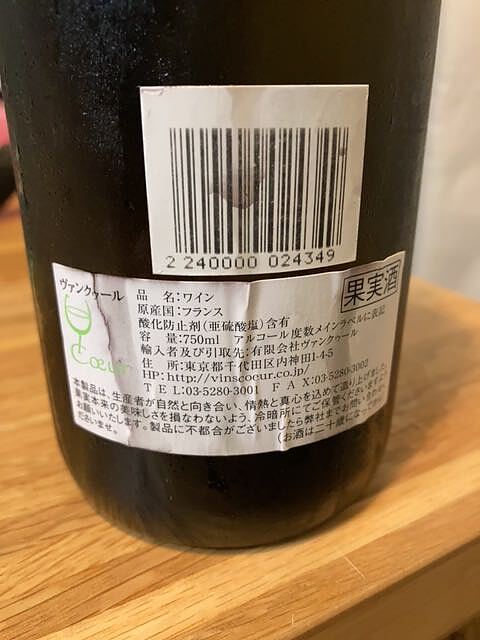 2 240000 024349
ヴァンクゥール
Cœur
果実酒
品 名:ワイン
原産国:フランス
酸化防止剤(亜硫酸塩)含有
容 量:750ml アルコール度数メインラベルに表記
輸入者及び引取先:有限会社ヴァンクゥール
住 所:東京都千代田区内神田1-4-5
HP:http://vinscoeur.co.jp/
TEL:03-5280-3001 FAX:03-5280-3002
本製品は、生産者が自然と向き合い、情熱と真心を込めて造り上げました。
果実本来の美味しさを損なわないよう、冷暗所にてご保管くださいますよう
お願いいたします。製品に不都合がございましたら弊社までお問い合わせ
くださいませ。
(お酒は二十歳になってから)